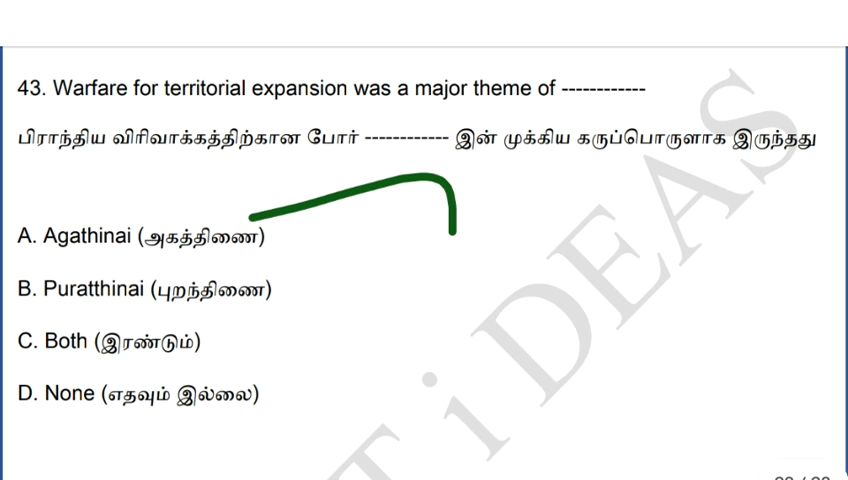 43. Warfare for territorial expansion was a major theme of ------------
பிராந்திய விரிவாக்கத்திற்கான போர் ------------ இன் முக்கிய கருப்பொருளாக இருந்தது
A. Agathinai (அகத்திணை)
B. Puratthinai (புறந்திணை)
C. Both (இரண்டும்)
D. None (எதவும் இல்லை)
T i DEAS